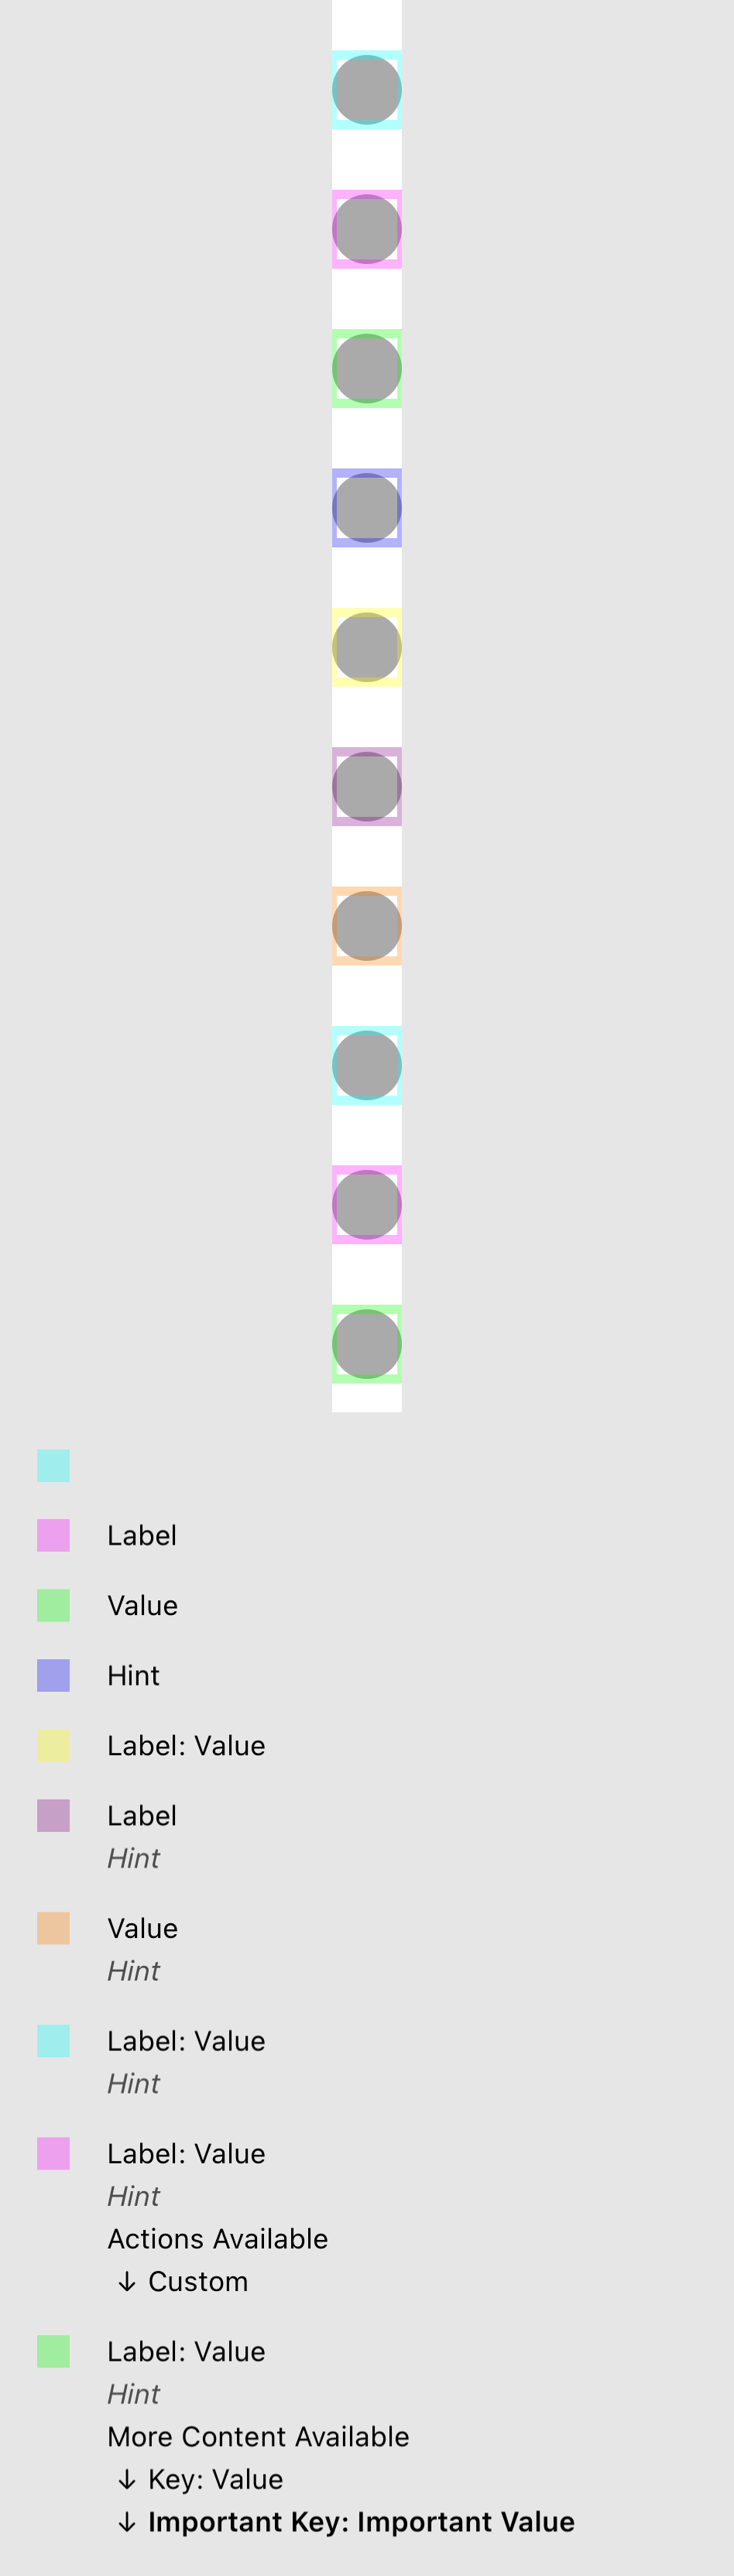 Label
Value
Hint
Label: Value
Label
Hint
Value
Hint
Label: Value
Hint
Label: Value
Hint
Actions Available
↓ Custom
Label: Value
Hint
More Content Available
↓ Key: Value
↓ Important Key: Important Value